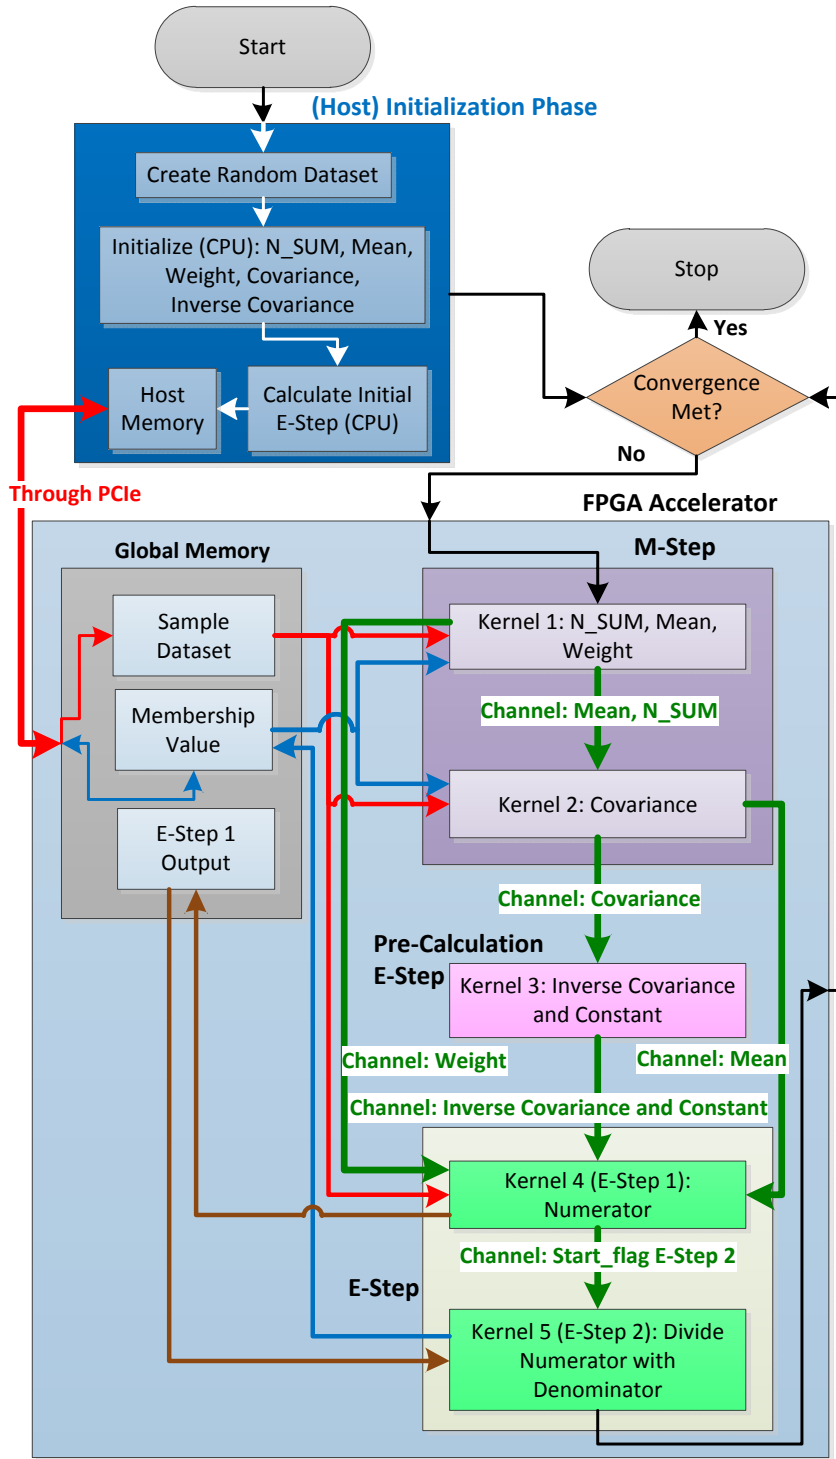 Start
(Host) Initialization Phase
Create Random Dataset
Initialize (CPU): N_SUM, Mean,
Weight, Covariance,
Inverse Covariance
Stop
Yes
Convergence
Met?
Host
Memory
Calculate Initial
E-Step (CPU)
No
Through PCIe
FPGA Accelerator
Global Memory
M-Step
Sample
Dataset
Kernel 1: N_SUM, Mean,
Weight
Membership
Value
Channel: Mean, N_SUM
Kernel 2: Covariance
E-Step 1
Output
Channel: Covariance
Pre-Calculation
E-Step
Kernel 3: Inverse Covariance
and Constant
Channel: Weight
Channel: Mean
Channel: Inverse Covariance and Constant
Kernel 4 (E-Step 1):
Numerator
Channel: Start_flag E-Step 2
E-Step
Kernel 5 (E-Step 2): Divide
Numerator with
Denominator